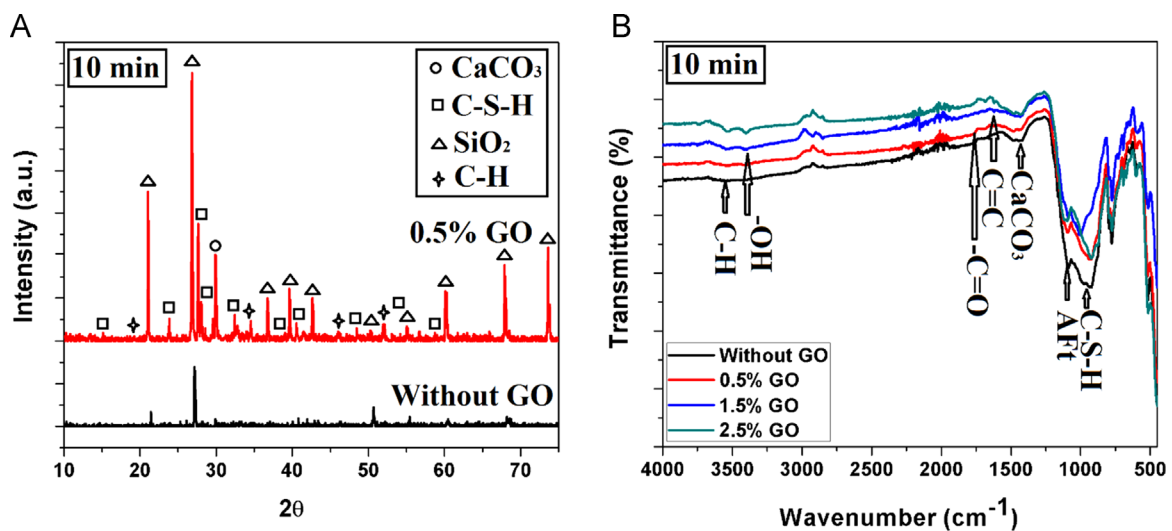 A
10 min
CaCO₃
C-S-H
SiO₂
C-H
0.5% GO
Without GO
Intensity (a.u.)
10 20 30 40 50 60 70
2θ
B
10 min
C-H
-OH
-C=O
C=C
CaCO₃
AFt
C-S-H
Without GO
0.5% GO
1.5% GO
2.5% GO
Transmittance (%)
4000 3500 3000 2500 2000 1500 1000 500
Wavenumber (cm⁻¹)